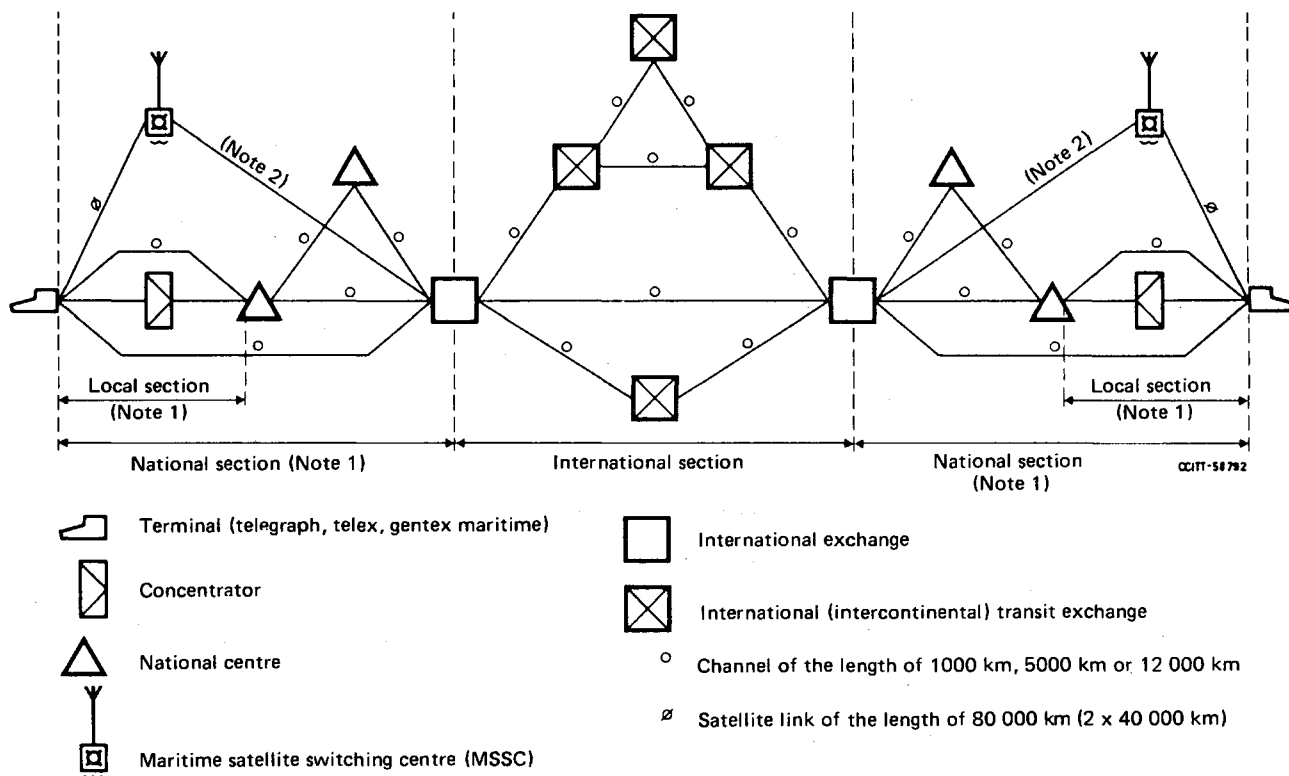 (Note 2)
(Note 2)
Local section
(Note 1)
Local section
(Note 1)
National section (Note 1)
International section
National section
(Note 1)
CCITT-58792
Terminal (telegraph, telex, gentex maritime)
Concentrator
National centre
Maritime satellite switching centre (MSSC)
International exchange
International (intercontinental) transit exchange
Channel of the length of 1000 km, 5000 km or 12 000 km
Satellite link of the length of 80 000 km (2 x 40 000 km)